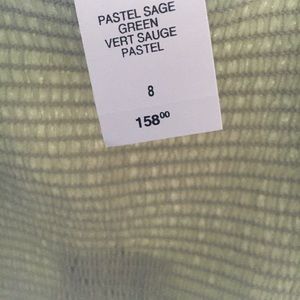 PASTEL SAGE
GREEN
VERT SAUGE
PASTEL
8
158⁰⁰